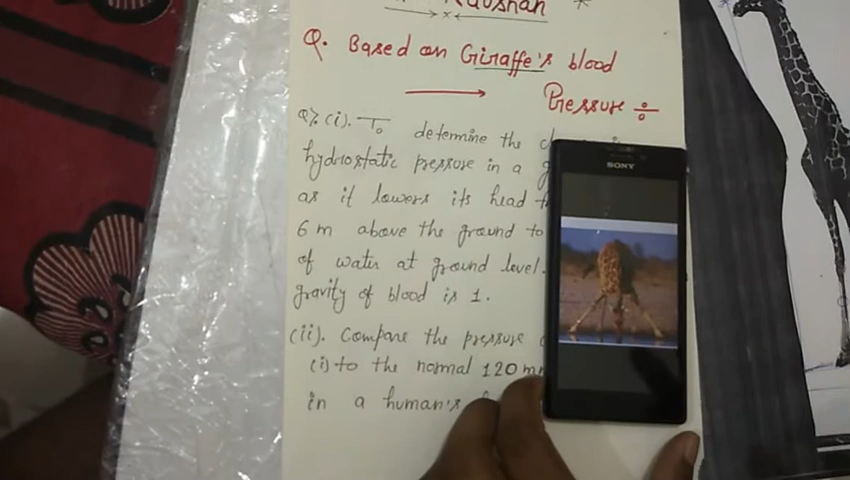 Kaushan
Q. Based on Giraffe's blood
Pressure
Q. (i). To determine the
hydrostatic pressure in a
as it lowers its head
6 m above the ground to
of water at ground level.
gravity of blood is 1.
(ii). Compare the pressure
(i) to the normal 120 mm
in a human's
SONY